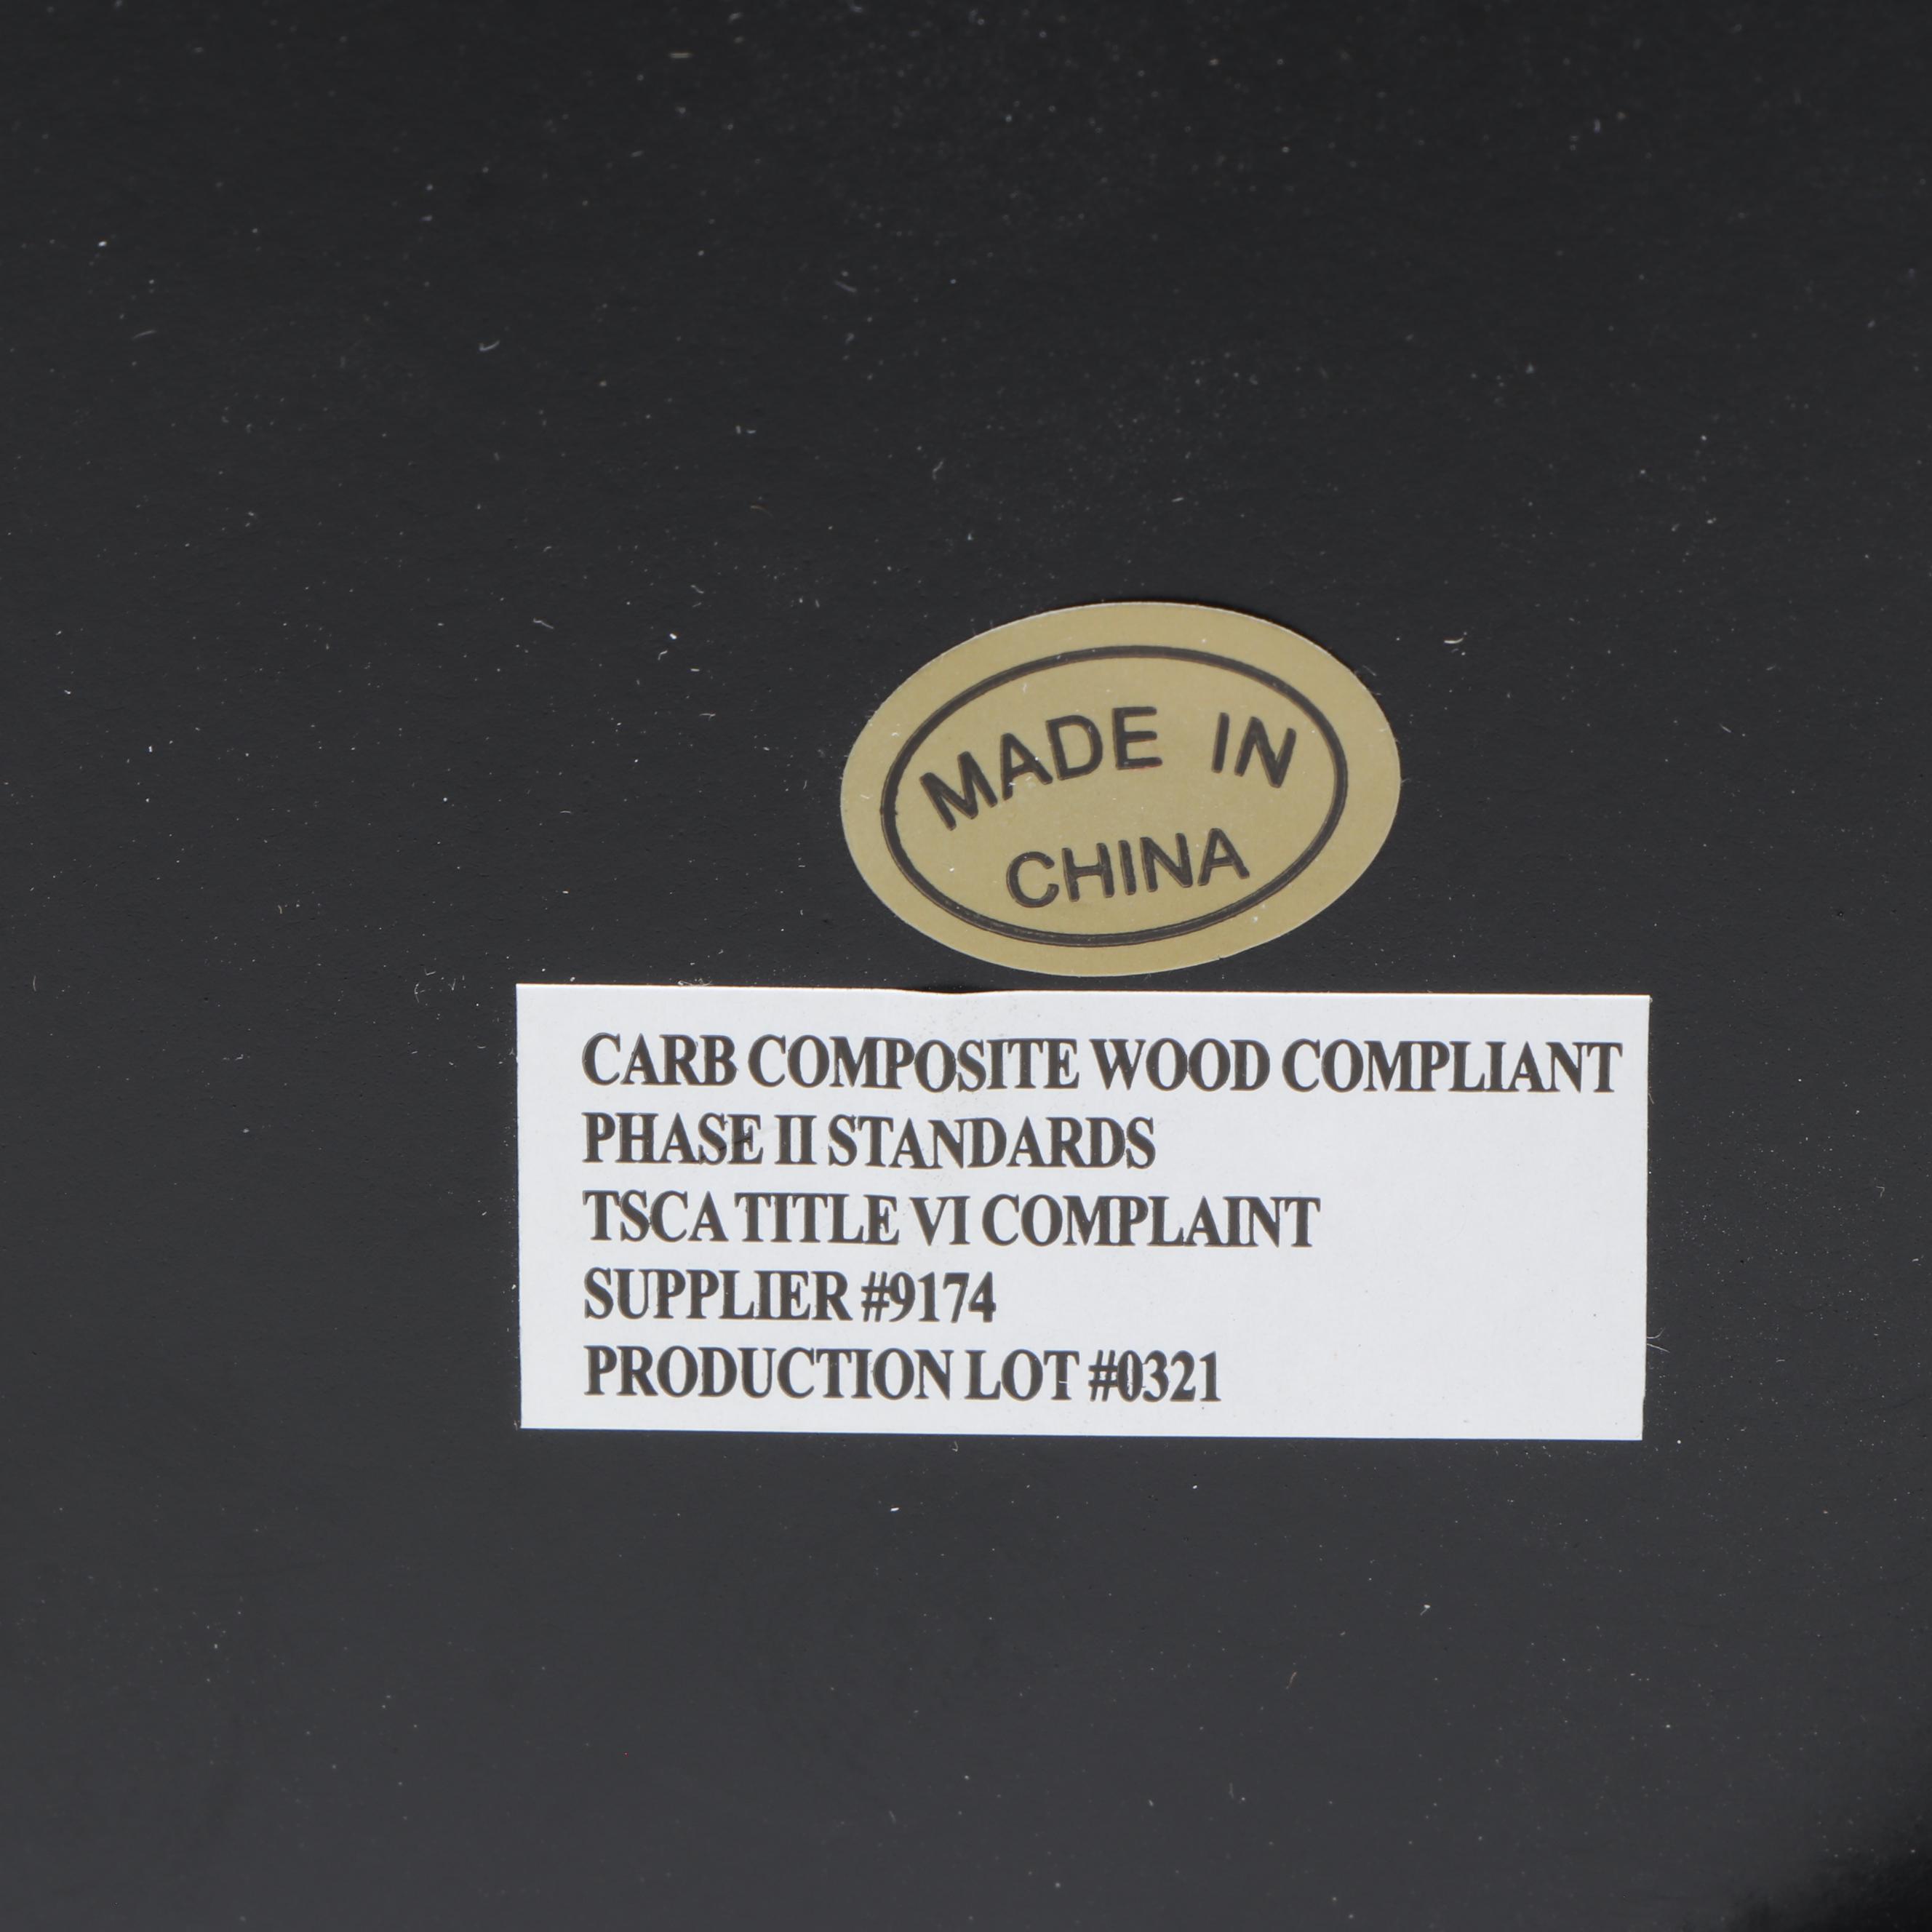 MADE IN
CHINA
CARB COMPOSITE WOOD COMPLIANT
PHASE II STANDARDS
TSCA TITLE VI COMPLAINT
SUPPLIER #9174
PRODUCTION LOT #0321